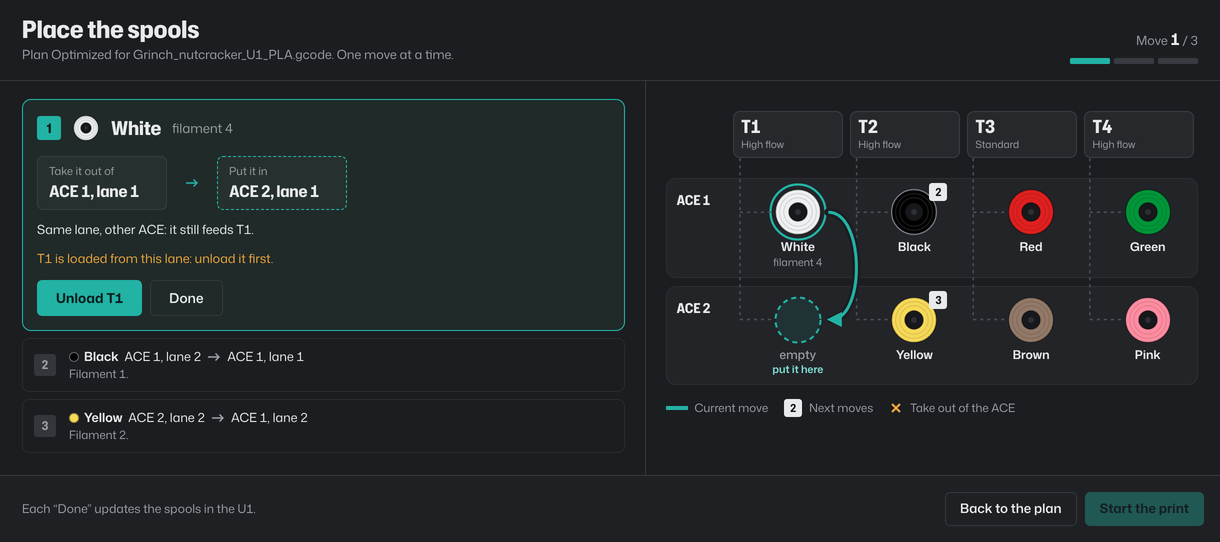 Place the spools
Plan Optimized for Grinch_nutcracker_U1_PLA.gcode. One move at a time.
Move 1 / 3
1 White filament 4
Take it out of
ACE 1, lane 1
→
Put it in
ACE 2, lane 1
Same lane, other ACE: it still feeds T1.
T1 is loaded from this lane: unload it first.
Unload T1
Done
2 Black ACE 1, lane 2 → ACE 1, lane 1
Filament 1.
3 Yellow ACE 2, lane 2 → ACE 1, lane 2
Filament 2.
T1
High flow
T2
High flow
T3
Standard
T4
High flow
ACE 1
2
White
filament 4
Black
Red
Green
ACE 2
3
empty
put it here
Yellow
Brown
Pink
Current move
2 Next moves
× Take out of the ACE
Each “Done” updates the spools in the U1.
Back to the plan
Start the print